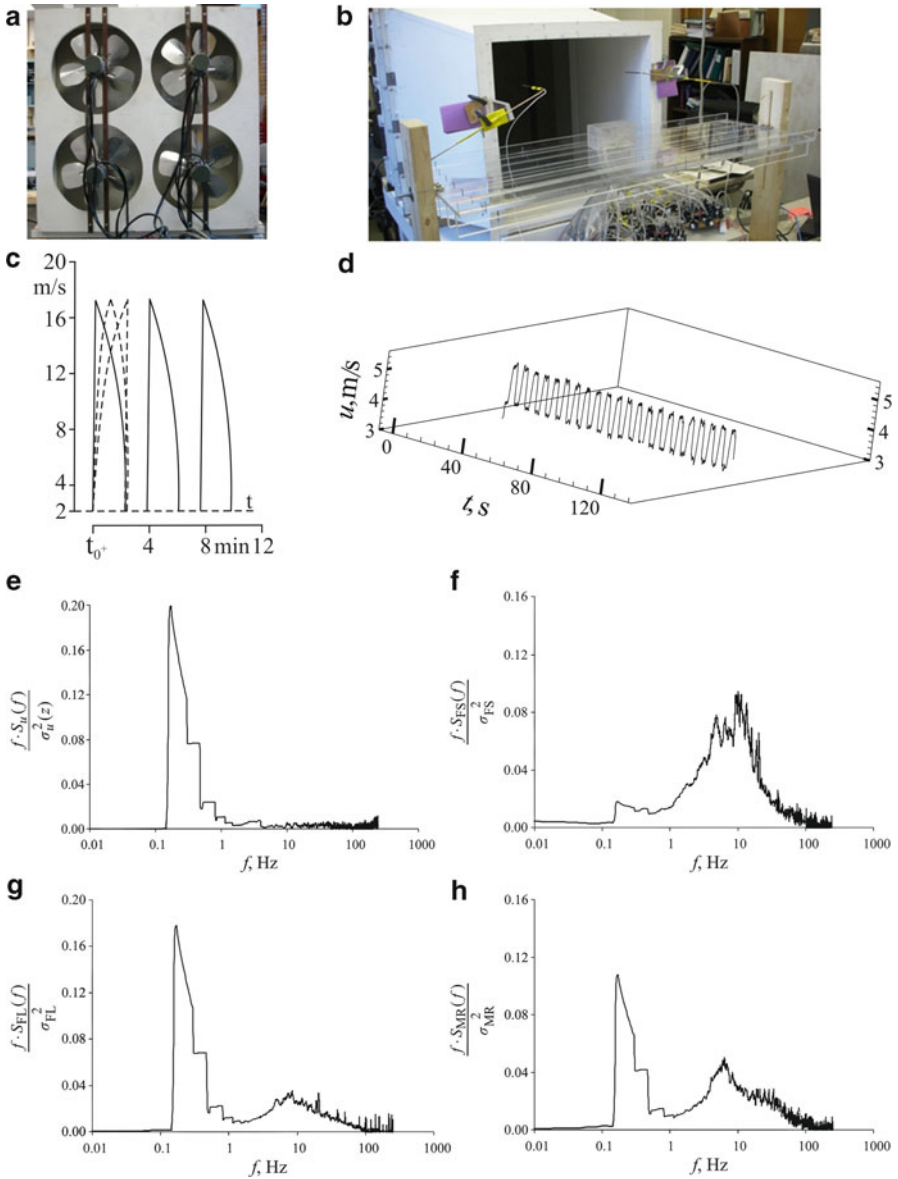 a
b
c
20
m/s
16
12
8
4
2
t
t0+
4
8 min 12
d
u, m/s
5
4
3
0
40
80
120
t, s
5
4
3
e
f · Su(f)
σ²u(z)
0.20
0.16
0.12
0.08
0.04
0.00
0.01 0.1 1 10 100 1000
f, Hz
f
f · SFS(f)
σ²FS
0.16
0.12
0.08
0.04
0.00
0.01 0.1 1 10 100 1000
f, Hz
g
f · SFL(f)
σ²FL
0.20
0.16
0.12
0.08
0.04
0.00
0.01 0.1 1 10 100 1000
f, Hz
h
f · SMR(f)
σ²MR
0.16
0.12
0.08
0.04
0.00
0.01 0.1 1 10 100 1000
f, Hz